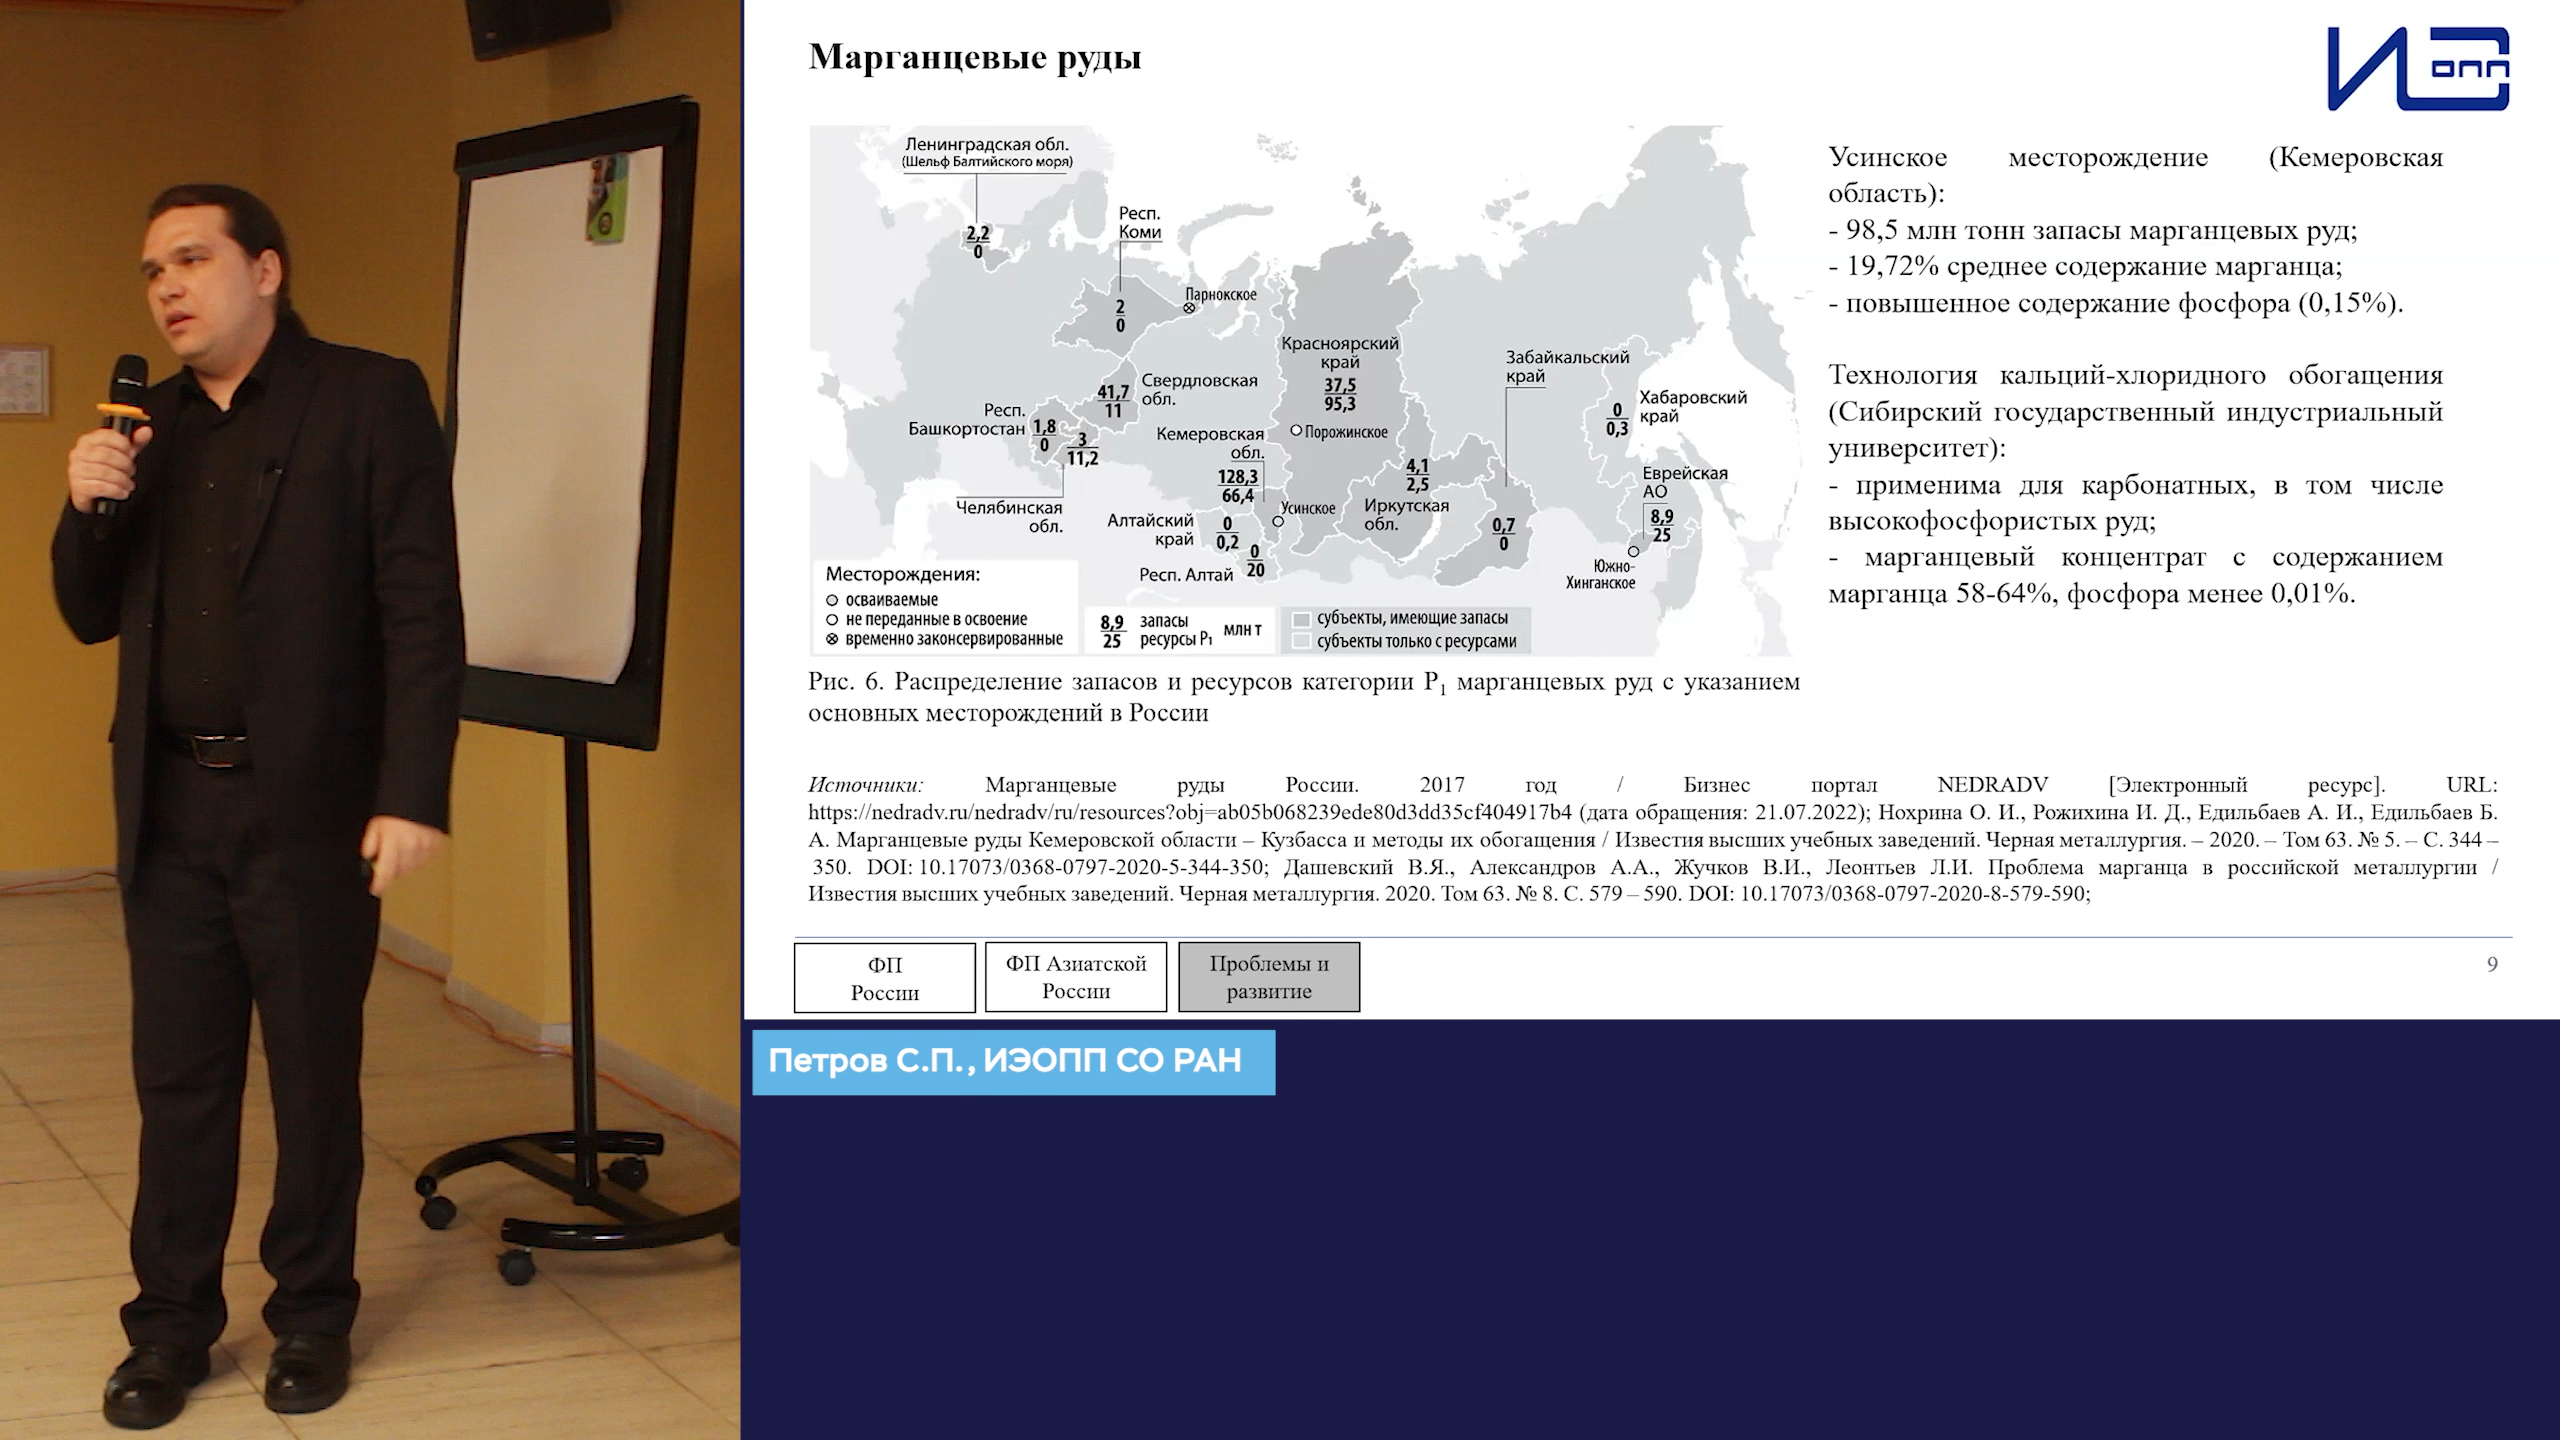 Марганцевые руды
ИЭ
опп
Ленинградская обл.
(Шельф Балтийского моря)
2,2
0
Респ.
Коми
2
0
Парнокское
Красноярский
край
37,5
95,3
Порожинское
Свердловская
обл.
41,7
11
Респ.
Башкортостан
1,8
0
3
11,2
Челябинская
обл.
Кемеровская
обл.
128,3
66,4
Усинское
Алтайский
край
0
0,2
0
20
Респ. Алтай
4,1
2,5
Иркутская
обл.
Забайкальский
край
0,7
0
Хабаровский
край
0
0,3
Еврейская
АО
8,9
25
Южно-
Хинганское
Месторождения:
осваиваемые
не переданные в освоение
временно законсервированные
8,9
25
запасы
ресурсы P₁
млн т
субъекты, имеющие запасы
субъекты только с ресурсами
Рис. 6. Распределение запасов и ресурсов категории P₁ марганцевых руд с указанием
основных месторождений в России
Усинское месторождение (Кемеровская
область):
- 98,5 млн тонн запасы марганцевых руд;
- 19,72% среднее содержание марганца;
- повышенное содержание фосфора (0,15%).
Технология кальций-хлоридного обогащения
(Сибирский государственный индустриальный
университет):
- применима для карбонатных, в том числе
высокофосфористых руд;
- марганцевый концентрат с содержанием
марганца 58-64%, фосфора менее 0,01%.
Источники: Марганцевые руды России. 2017 год / Бизнес портал NEDRADV [Электронный ресурс]. URL:
https://nedradv.ru/nedradv/ru/resources?obj=ab05b068239ede80d3dd35cf404917b4 (дата обращения: 21.07.2022); Нохрина О. И., Рожихина И. Д., Едильбаев А. И., Едильбаев Б.
А. Марганцевые руды Кемеровской области – Кузбасса и методы их обогащения / Известия высших учебных заведений. Черная металлургия. – 2020. – Том 63. № 5. – С. 344 –
350. DOI: 10.17073/0368-0797-2020-5-344-350; Дашевский В.Я., Александров А.А., Жучков В.И., Леонтьев Л.И. Проблема марганца в российской металлургии /
Известия высших учебных заведений. Черная металлургия. 2020. Том 63. № 8. С. 579 – 590. DOI: 10.17073/0368-0797-2020-8-579-590;
ФП
России
ФП Азиатской
России
Проблемы и
развитие
9
Петров С.П., ИЭОПП СО РАН